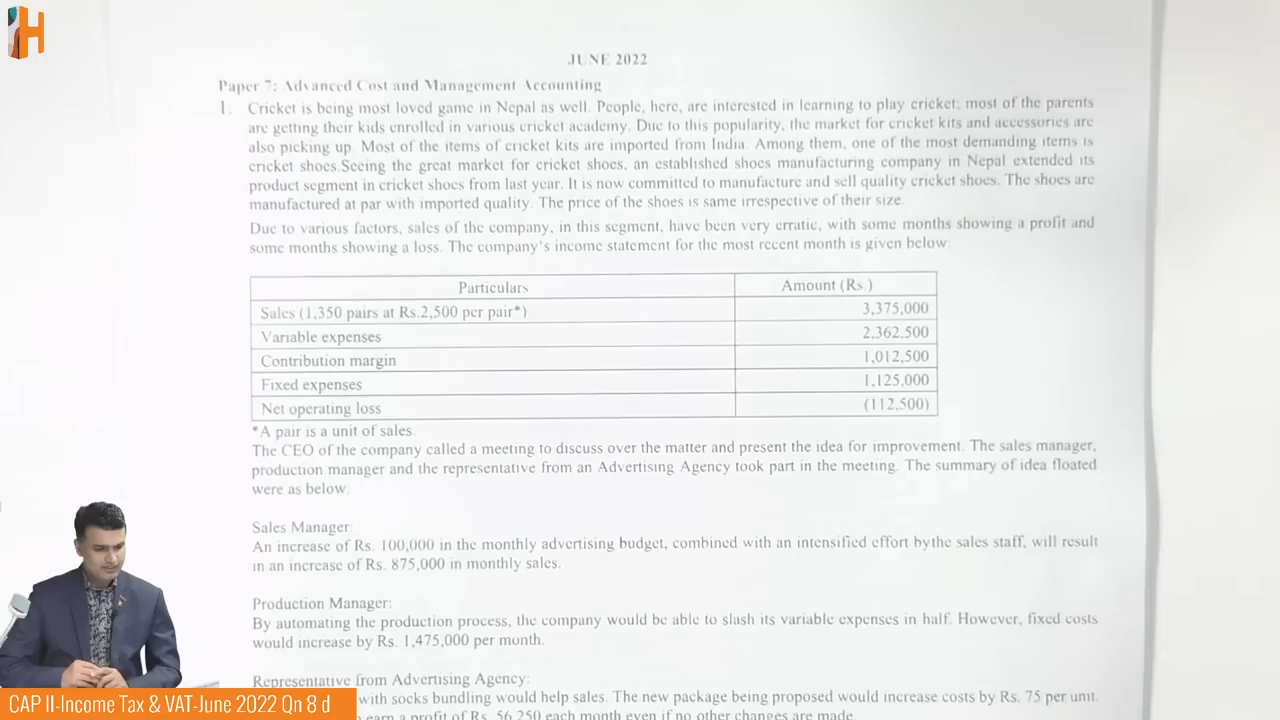 H
JUNE 2022
Paper 7: Advanced Cost and Management Accounting
1. Cricket is being most loved game in Nepal as well. People, here, are interested in learning to play cricket; most of the parents
are getting their kids enrolled in various cricket academy. Due to this popularity, the market for cricket kits and accessories are
also picking up. Most of the items of cricket kits are imported from India. Among them, one of the most demanding items is
cricket shoes.Seeing the great market for cricket shoes, an established shoes manufacturing company in Nepal extended its
product segment in cricket shoes from last year. It is now committed to manufacture and sell quality cricket shoes. The shoes are
manufactured at par with imported quality. The price of the shoes is same irrespective of their size.
Due to various factors, sales of the company, in this segment, have been very erratic, with some months showing a profit and
some months showing a loss. The company's income statement for the most recent month is given below:
Particulars Amount (Rs.)
Sales (1,350 pairs at Rs.2,500 per pair*) 3,375,000
Variable expenses 2,362,500
Contribution margin 1,012,500
Fixed expenses 1,125,000
Net operating loss (112,500)
*A pair is a unit of sales.
The CEO of the company called a meeting to discuss over the matter and present the idea for improvement. The sales manager,
production manager and the representative from an Advertising Agency took part in the meeting. The summary of idea floated
were as below:
Sales Manager:
An increase of Rs. 100,000 in the monthly advertising budget, combined with an intensified effort bythe sales staff, will result
in an increase of Rs. 875,000 in monthly sales.
Production Manager:
By automating the production process, the company would be able to slash its variable expenses in half. However, fixed costs
would increase by Rs. 1,475,000 per month.
Representative from Advertising Agency:
with socks bundling would help sales. The new package being proposed would increase costs by Rs. 75 per unit.
earn a profit of Rs. 56,250 each month even if no other changes are made.
CAP II-Income Tax & VAT-June 2022 Qn 8 d